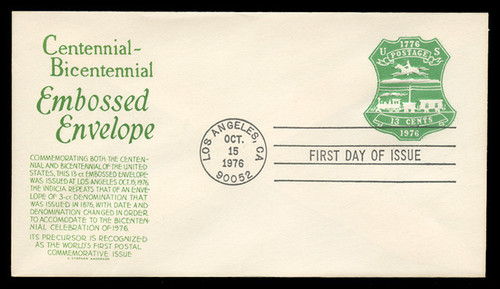 Centennial-
Bicentennial
Embossed
Envelope
COMMEMORATING BOTH THE CENTEN-
NIAL AND BICENTENNIAL OF THE UNITED
STATES, THIS 13-ct EMBOSSED ENVELOPE
WAS ISSUED AT LOS ANGELES OCT. 15, 1976.
THE INDICIA REPEATS THAT OF AN ENVE-
LOPE OF 3-ct DENOMINATION THAT
WAS ISSUED IN 1876, WITH DATE AND
DENOMINATION CHANGED IN ORDER
TO ACCOMODATE TO THE BICENTEN-
NIAL CELEBRATION OF 1976.
ITS PRECURSOR IS RECOGNIZED
AS THE WORLD'S FIRST POSTAL
COMMEMORATIVE ISSUE
LOS ANGELES, CA
OCT.
15
1976
90052
FIRST DAY OF ISSUE
1776
U S
POSTAGE
13 CENTS
1976